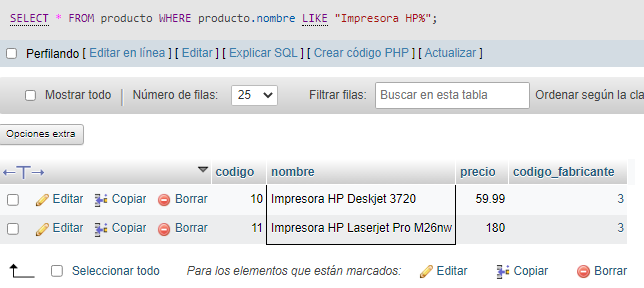 SELECT * FROM producto WHERE producto.nombre LIKE "Impresora HP%";
Perfilando [ Editar en línea ] [ Editar ] [ Explicar SQL ] [ Crear código PHP ] [ Actualizar ]
Mostrar todo Número de filas: 25 Filtrar filas: Buscar en esta tabla Ordenar según la cla
Opciones extra
←T→ codigo nombre precio codigo_fabricante
Editar Copiar Borrar 10 Impresora HP Deskjet 3720 59.99 3
Editar Copiar Borrar 11 Impresora HP Laserjet Pro M26nw 180 3
Seleccionar todo Para los elementos que están marcados: Editar Copiar Borrar